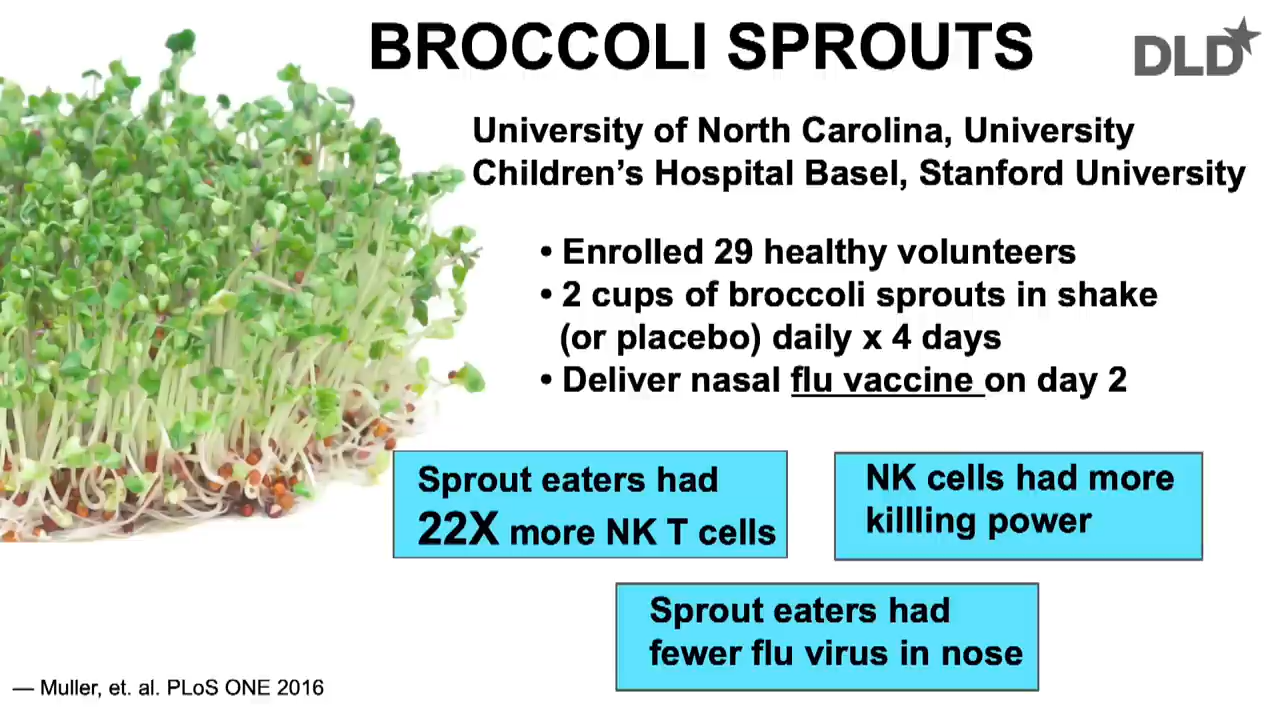 BROCCOLI SPROUTS
DLD
University of North Carolina, University
Children's Hospital Basel, Stanford University
• Enrolled 29 healthy volunteers
• 2 cups of broccoli sprouts in shake
(or placebo) daily x 4 days
• Deliver nasal flu vaccine on day 2
Sprout eaters had
22X more NK T cells
NK cells had more
killling power
Sprout eaters had
fewer flu virus in nose
— Muller, et. al. PLoS ONE 2016